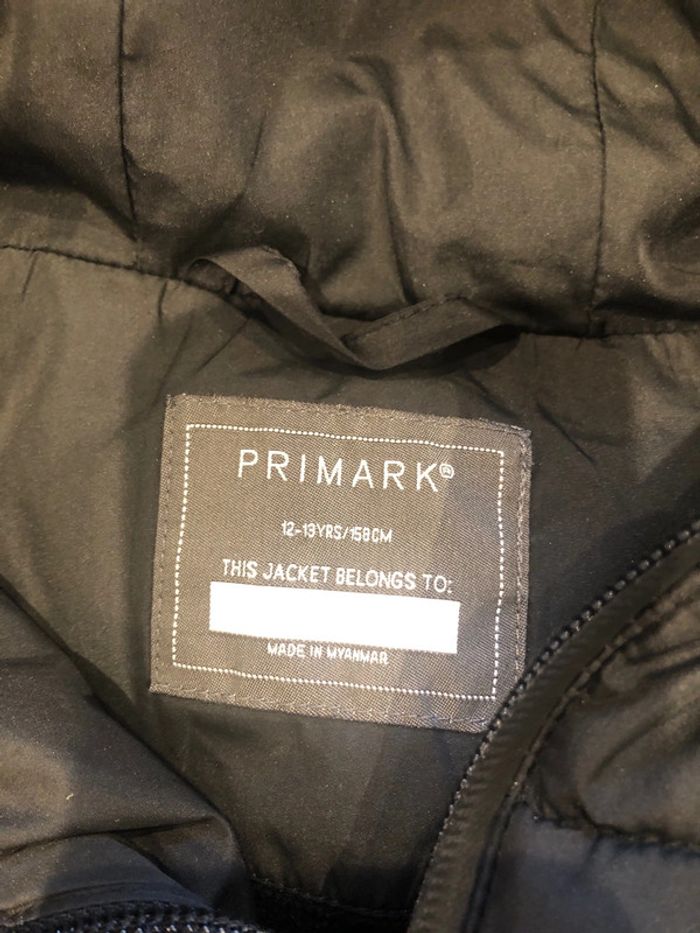 PRIMARK®
12-13YRS/158CM
THIS JACKET BELONGS TO:
MADE IN MYANMAR